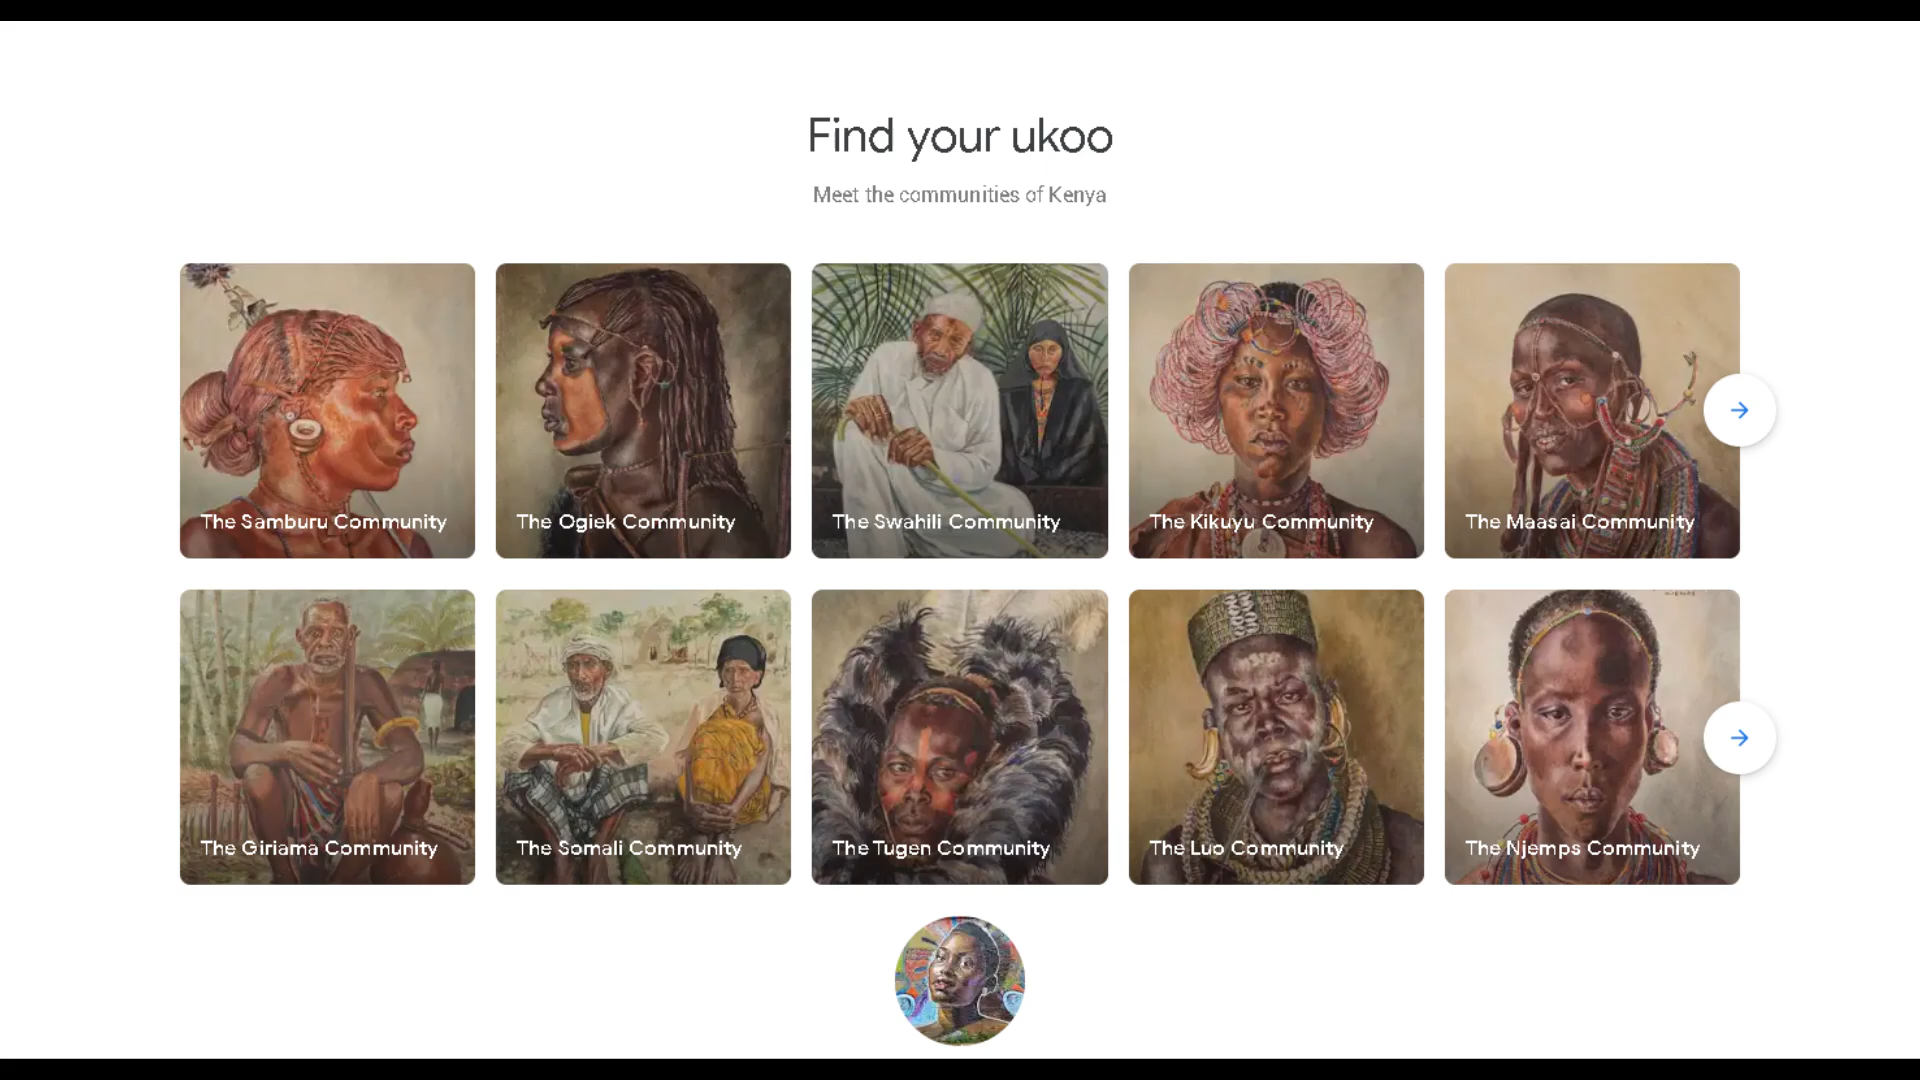 Find your ukoo
Meet the communities of Kenya
The Samburu Community
The Ogiek Community
The Swahili Community
The Kikuyu Community
The Maasai Community
The Giriama Community
The Somali Community
The Tugen Community
The Luo Community
The Njemps Community